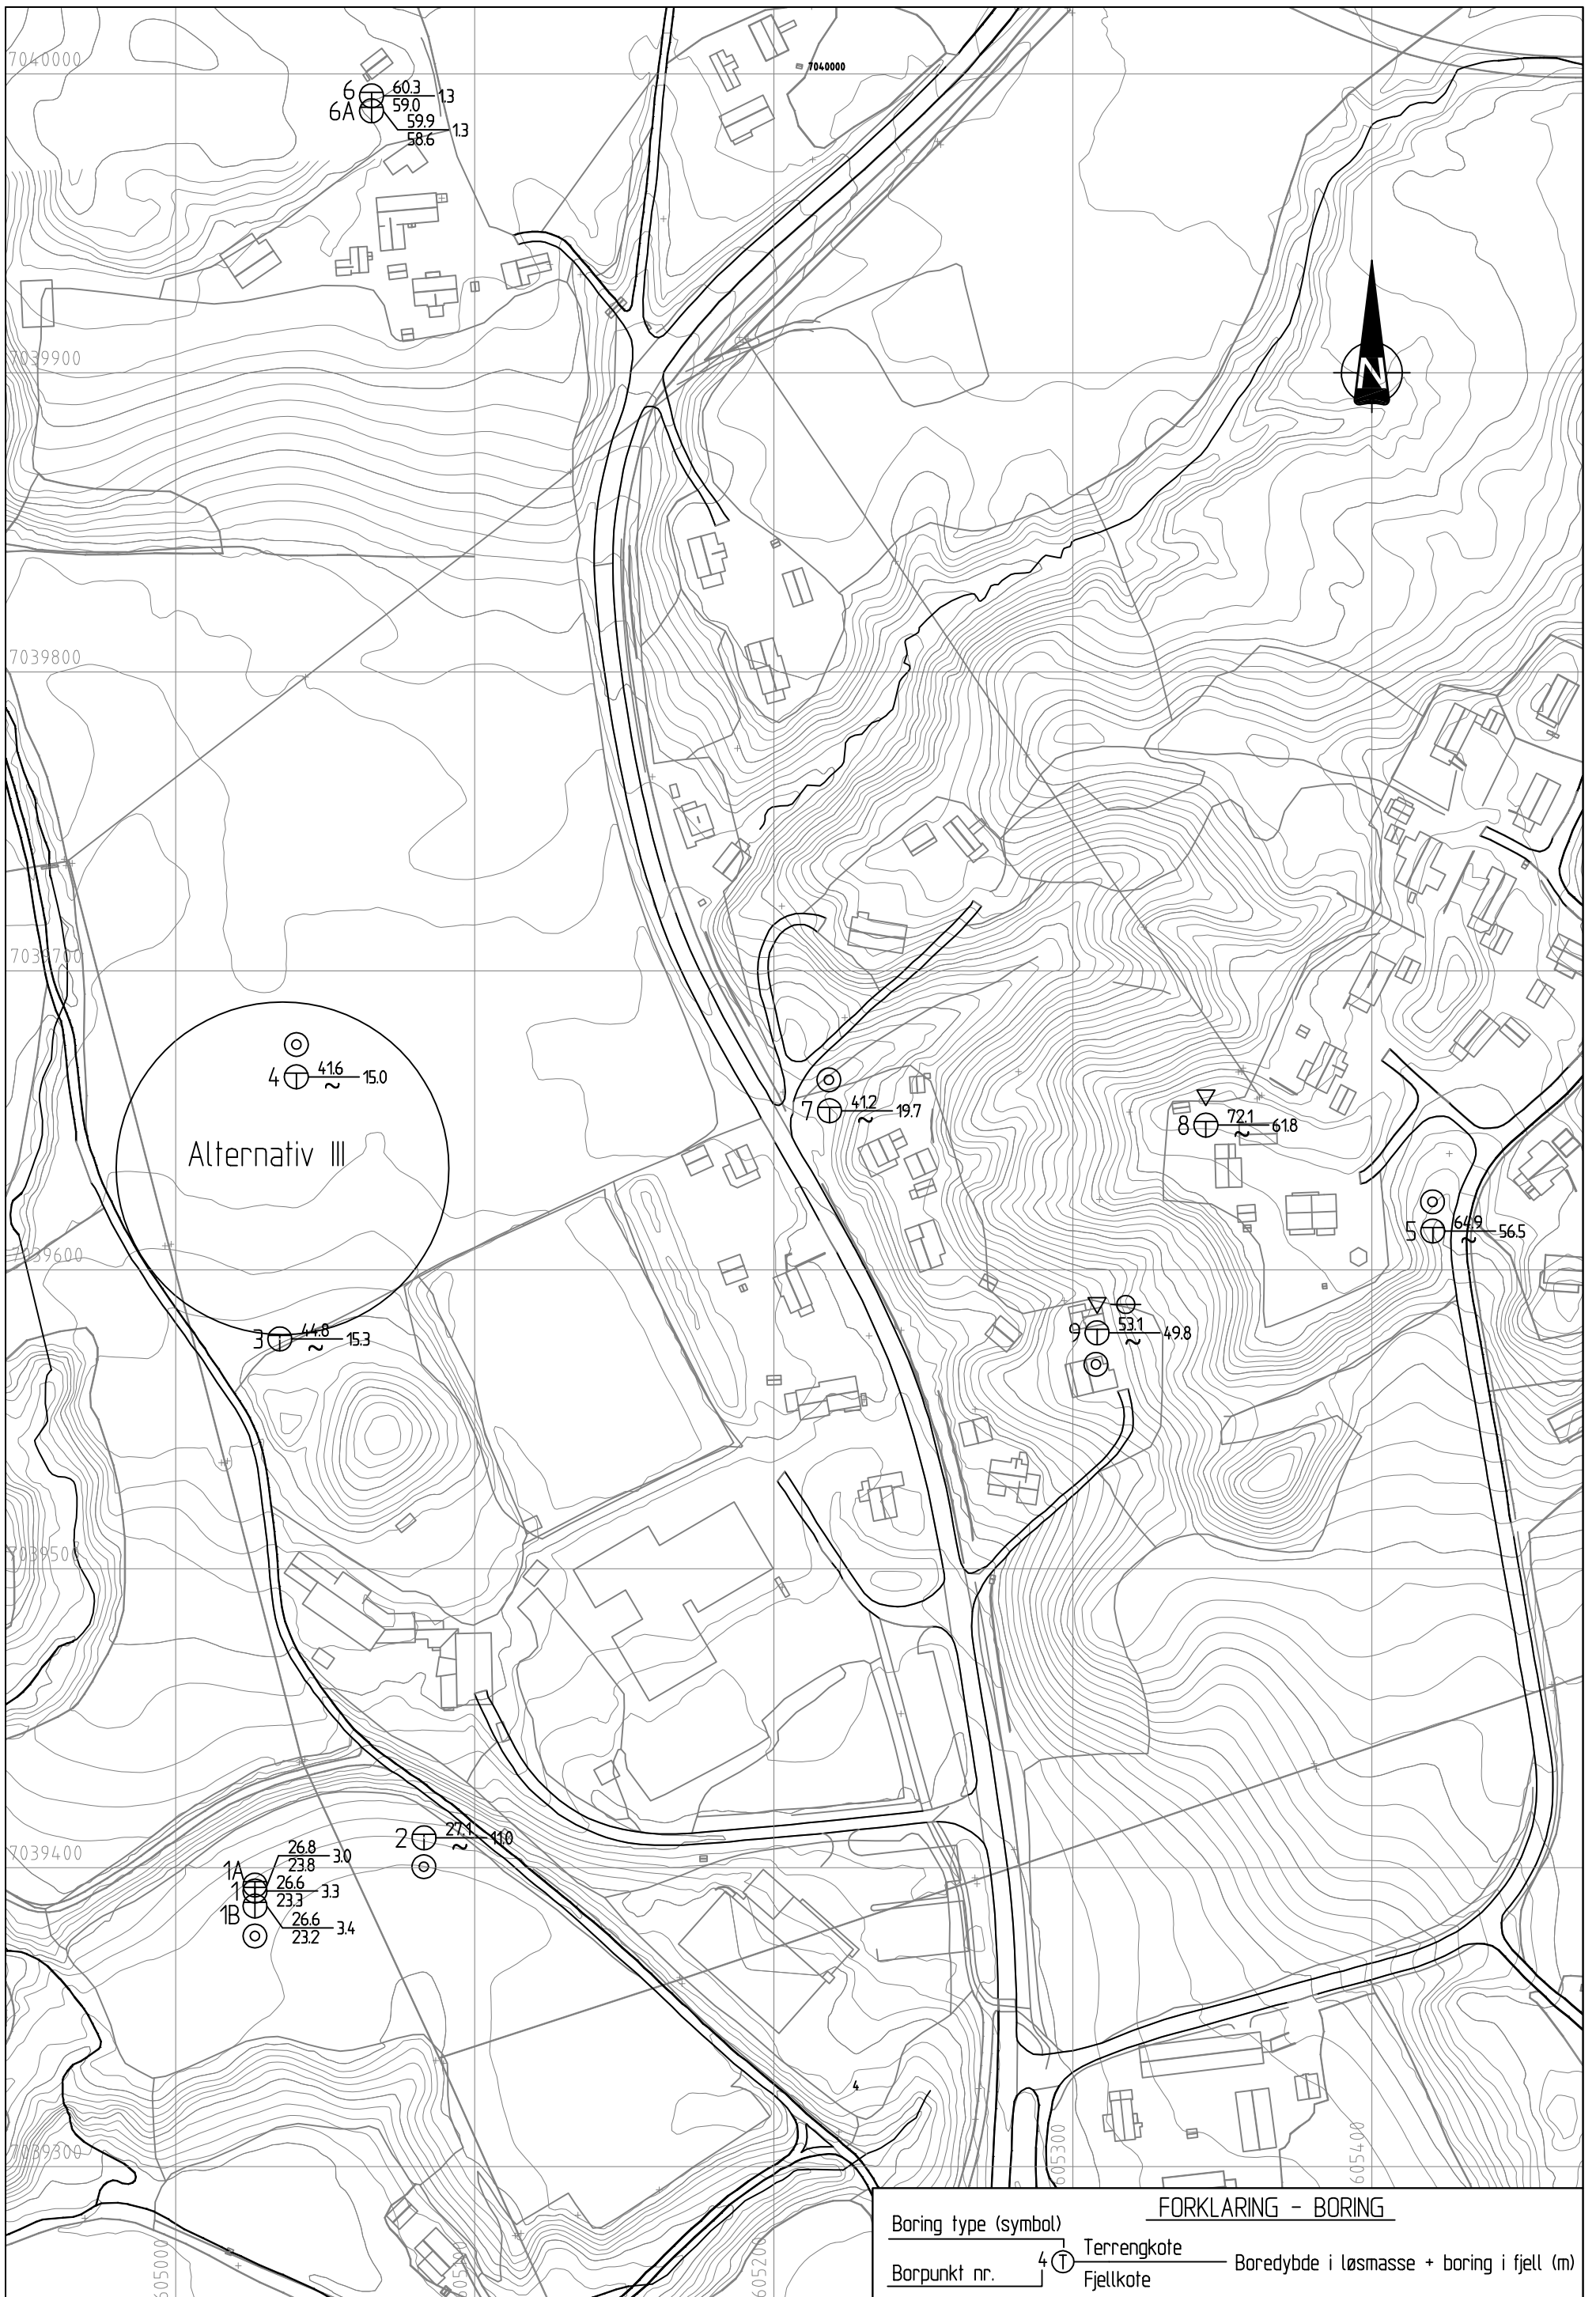 7040000
7040000
6 60.3 1.3
59.0
6A 59.9 1.3
58.6
7039900
N
7039800
7039700
4 41.6 15.0
~
7 41.2 19.7
~
8 72.1 61.8
~
Alternativ III
5 64.9 56.5
~
7039600
3 44.8 15.3
~
9 53.1 49.8
~
7039500
2 27.1 11.0
~
7039400
1A 26.8 3.0
23.8
1 26.6 3.3
23.3
1B 26.6 3.4
23.2
4
7039300
605000
605100
605200
605300
605400
FORKLARING - BORING
Boring type (symbol)
Borpunkt nr.
4 T
Terrengkote
Fjellkote
Boredybde i løsmasse + boring i fjell (m)